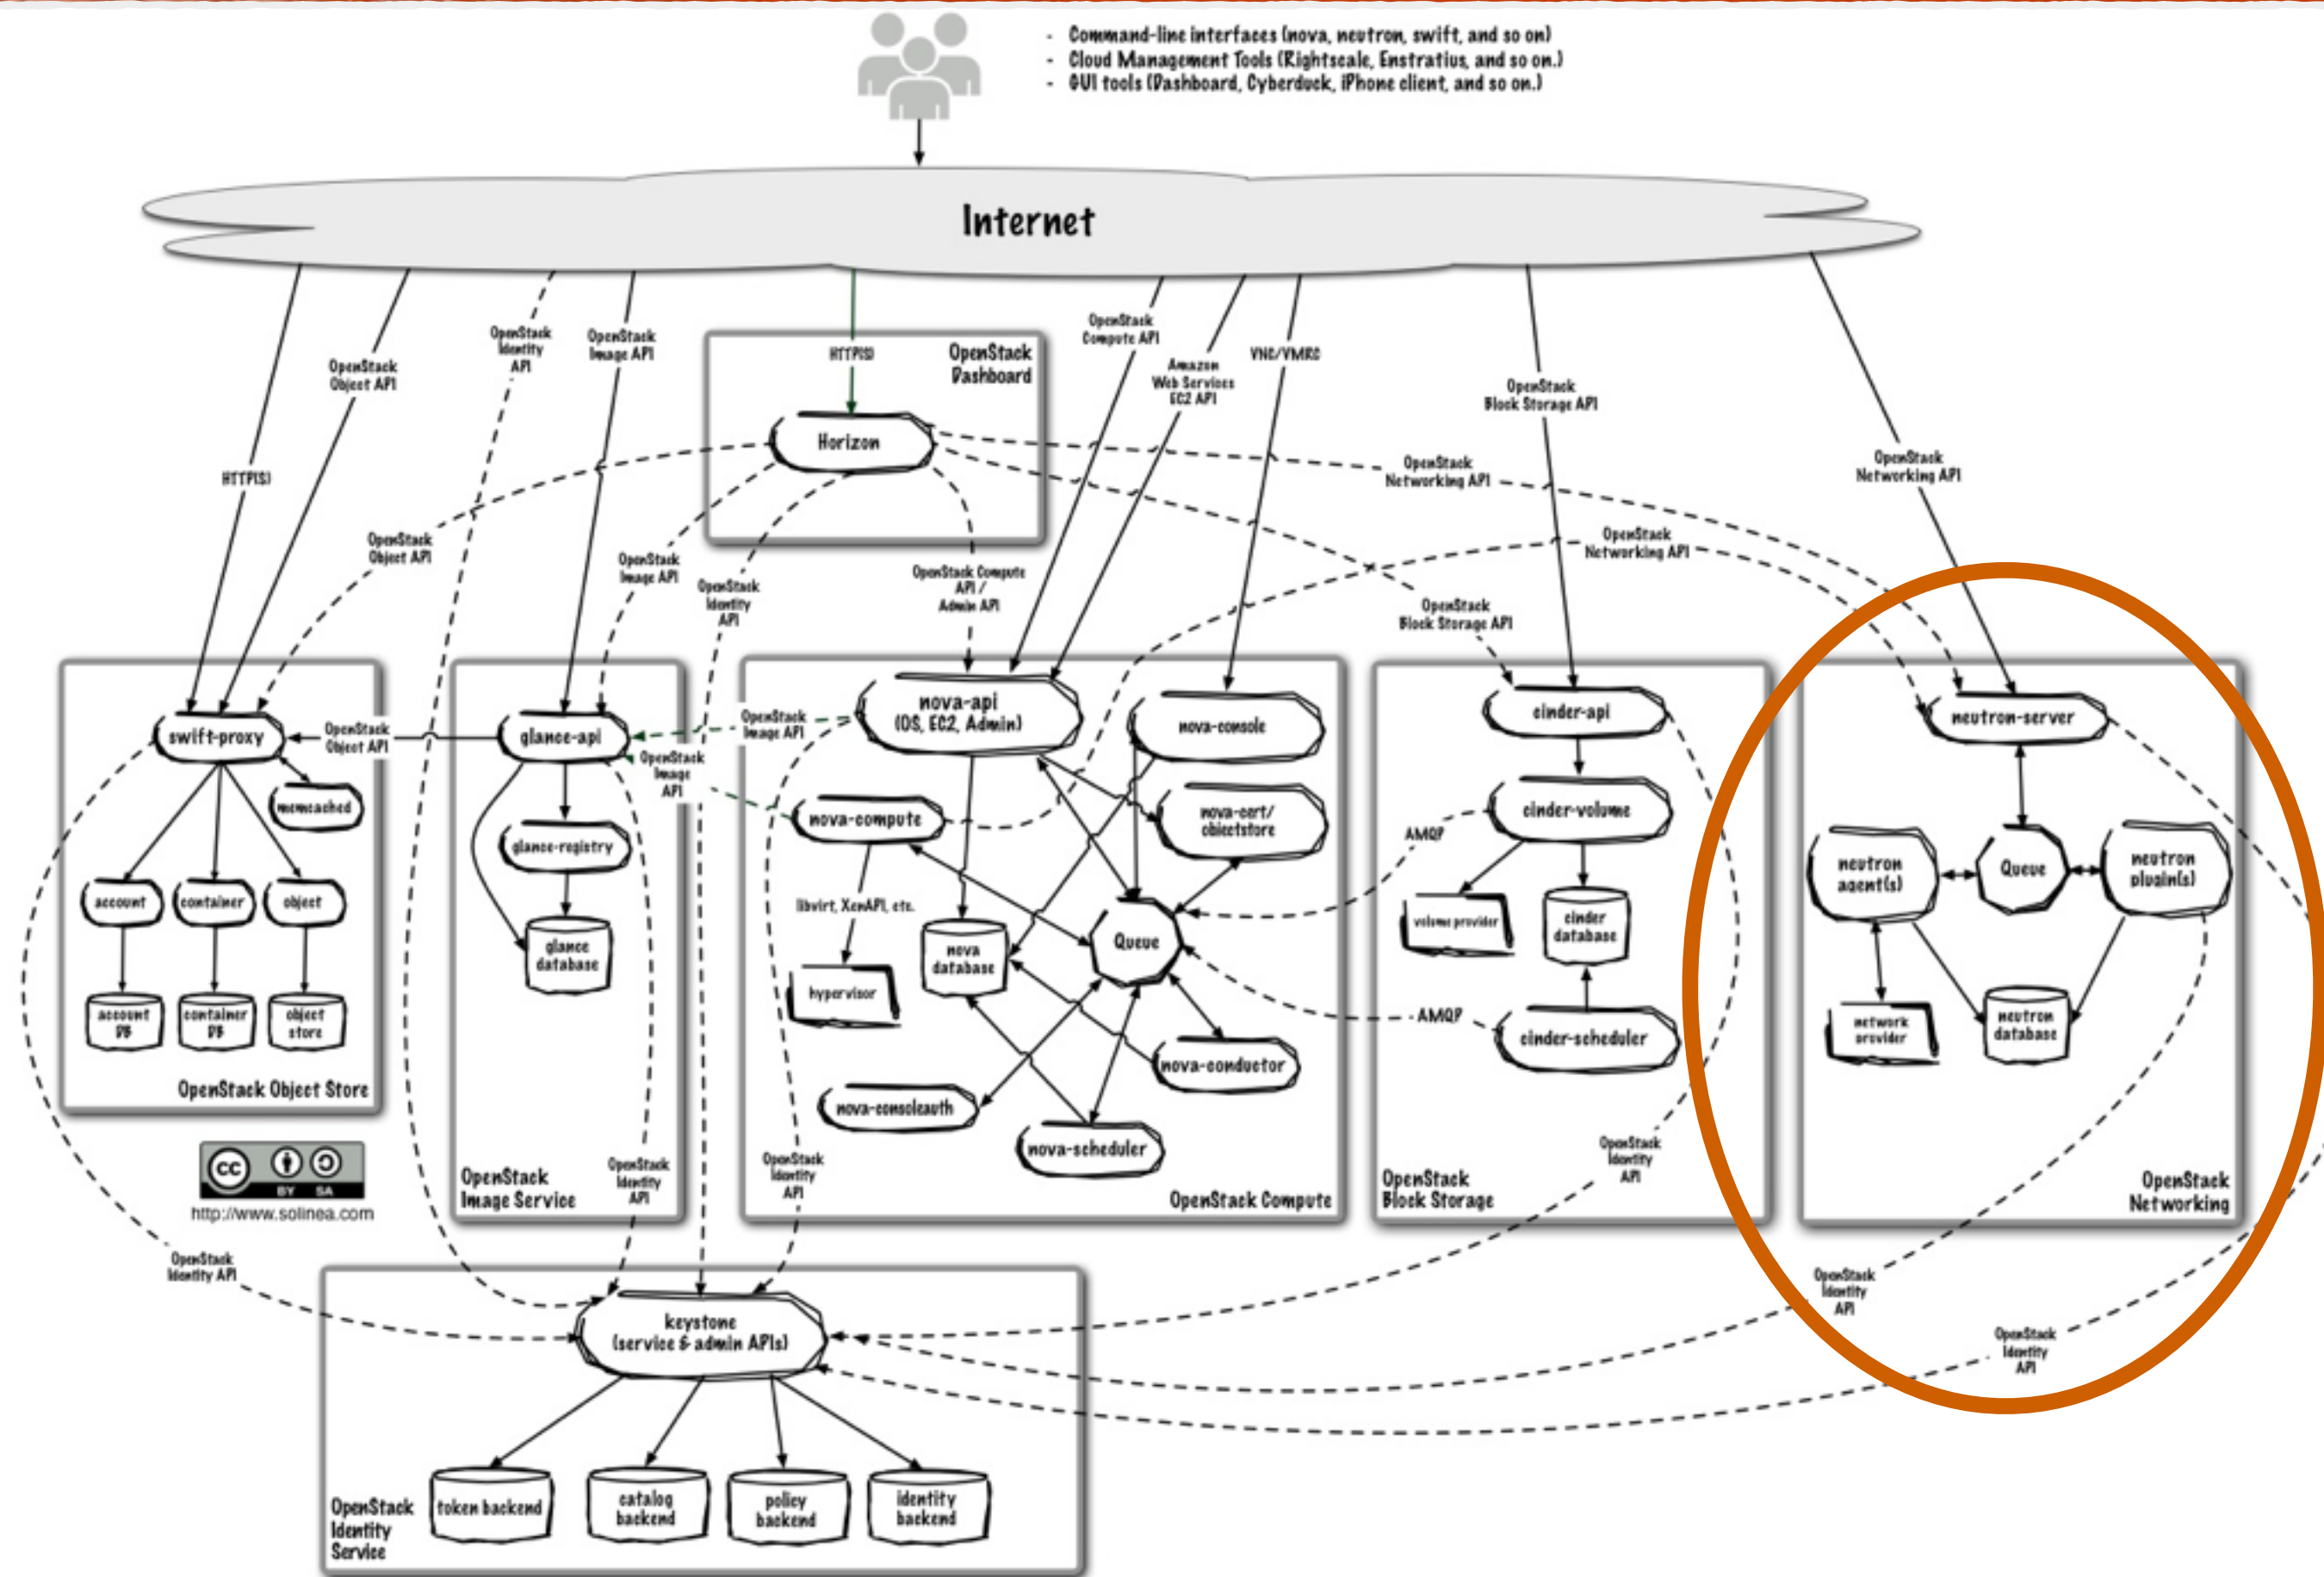 - Command-line interfaces (nova, neutron, swift, and so on)
- Cloud Management Tools (Rightscale, Enstratius, and so on.)
- GUI tools (Dashboard, Cyberduck, iPhone client, and so on.)
Internet
OpenStack
Object API
HTTP(S)
OpenStack
Identity
API
OpenStack
Image API
HTTP(S)
OpenStack
Dashboard
Horizon
OpenStack
Compute API
Amazon
Web Services
EC2 API
VNC/VMRC
OpenStack
Block Storage API
OpenStack
Networking API
OpenStack
Networking API
OpenStack
Networking API
OpenStack
Object API
OpenStack
Image API
OpenStack
Identity
API
OpenStack Compute
API /
Admin API
OpenStack
Block Storage API
swift-proxy
OpenStack
Object API
memcached
account
container
object
account
DB
container
DB
object
store
OpenStack Object Store
glance-api
OpenStack
Image API
OpenStack
Image
API
glance-registry
glance
database
OpenStack
Identity
API
OpenStack
Image Service
nova-api
(OS, EC2, Admin)
nova-console
nova-compute
nova-cert/
objectstore
libvirt, XenAPI, etc.
hypervisor
nova
database
Queue
nova-conductor
nova-consoleauth
nova-scheduler
OpenStack
Identity
API
OpenStack Compute
cinder-api
cinder-volume
AMQP
volume provider
cinder
database
AMQP
cinder-scheduler
OpenStack
Identity
API
OpenStack
Block Storage
neutron-server
neutron
agent(s)
Queue
neutron
plugin(s)
network
provider
neutron
database
OpenStack
Networking
CC BY SA
http://www.solinea.com
OpenStack
Identity API
OpenStack
Identity
API
OpenStack
Identity
API
keystone
(service & admin APIs)
token backend
catalog
backend
policy
backend
identity
backend
OpenStack
Identity
Service